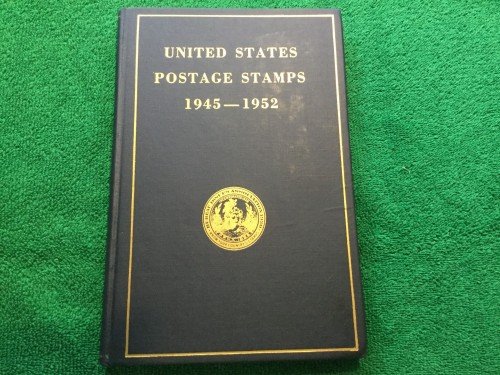 UNITED STATES
POSTAGE STAMPS
1945—1952